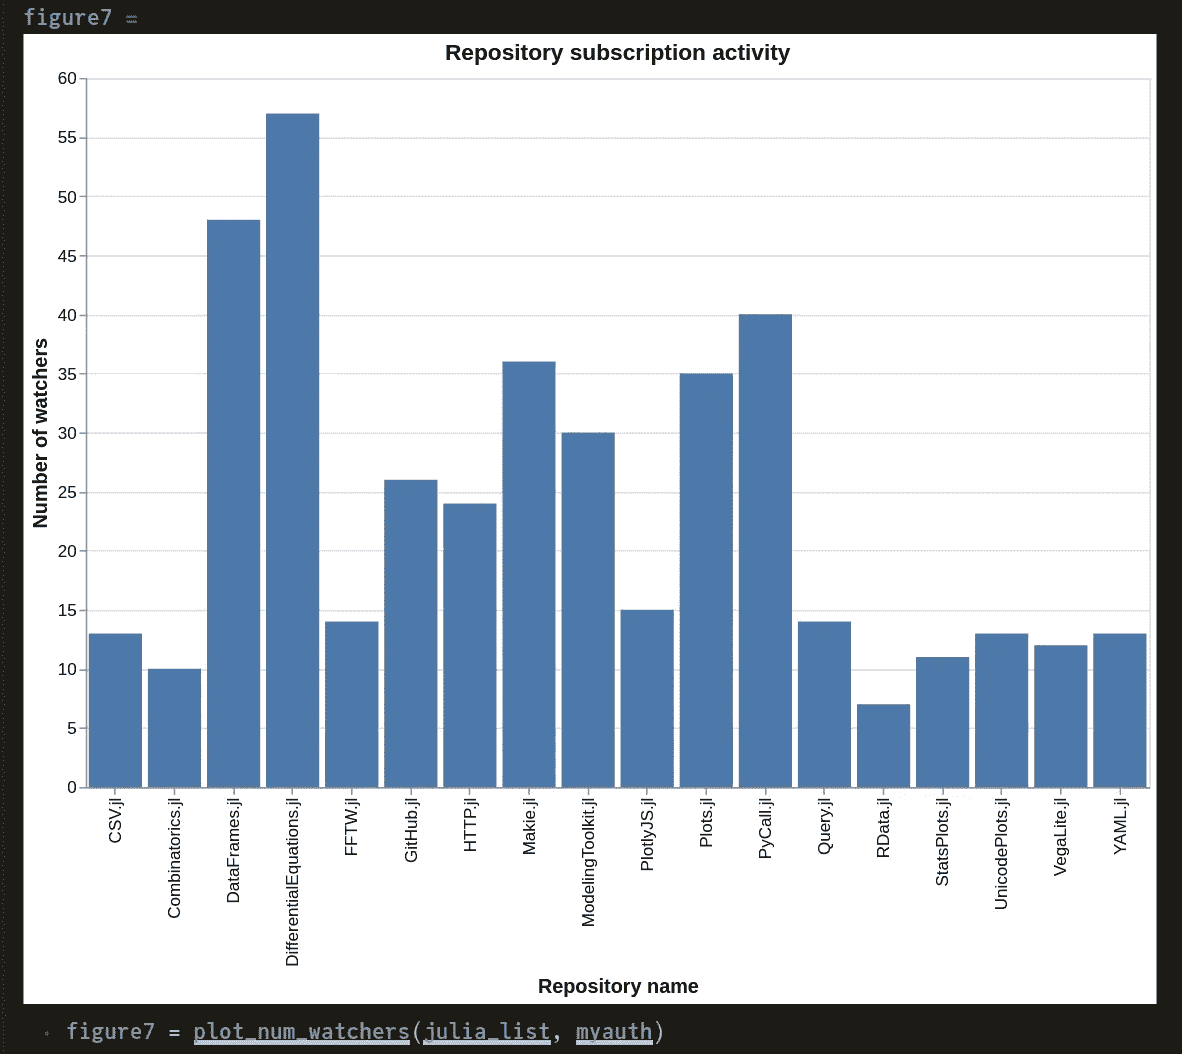 figure7 =
Repository subscription activity
60
55
50
45
40
35
30
25
20
15
10
5
0
Number of watchers
CSV.jl
Combinatorics.jl
DataFrames.jl
DifferentialEquations.jl
FFTW.jl
GitHub.jl
HTTP.jl
Makie.jl
ModelingToolkit.jl
PlotlyJS.jl
Plots.jl
PyCall.jl
Query.jl
RData.jl
StatsPlots.jl
UnicodePlots.jl
VegaLite.jl
YAML.jl
Repository name
figure7 = plot_num_watchers(julia_list, myauth)